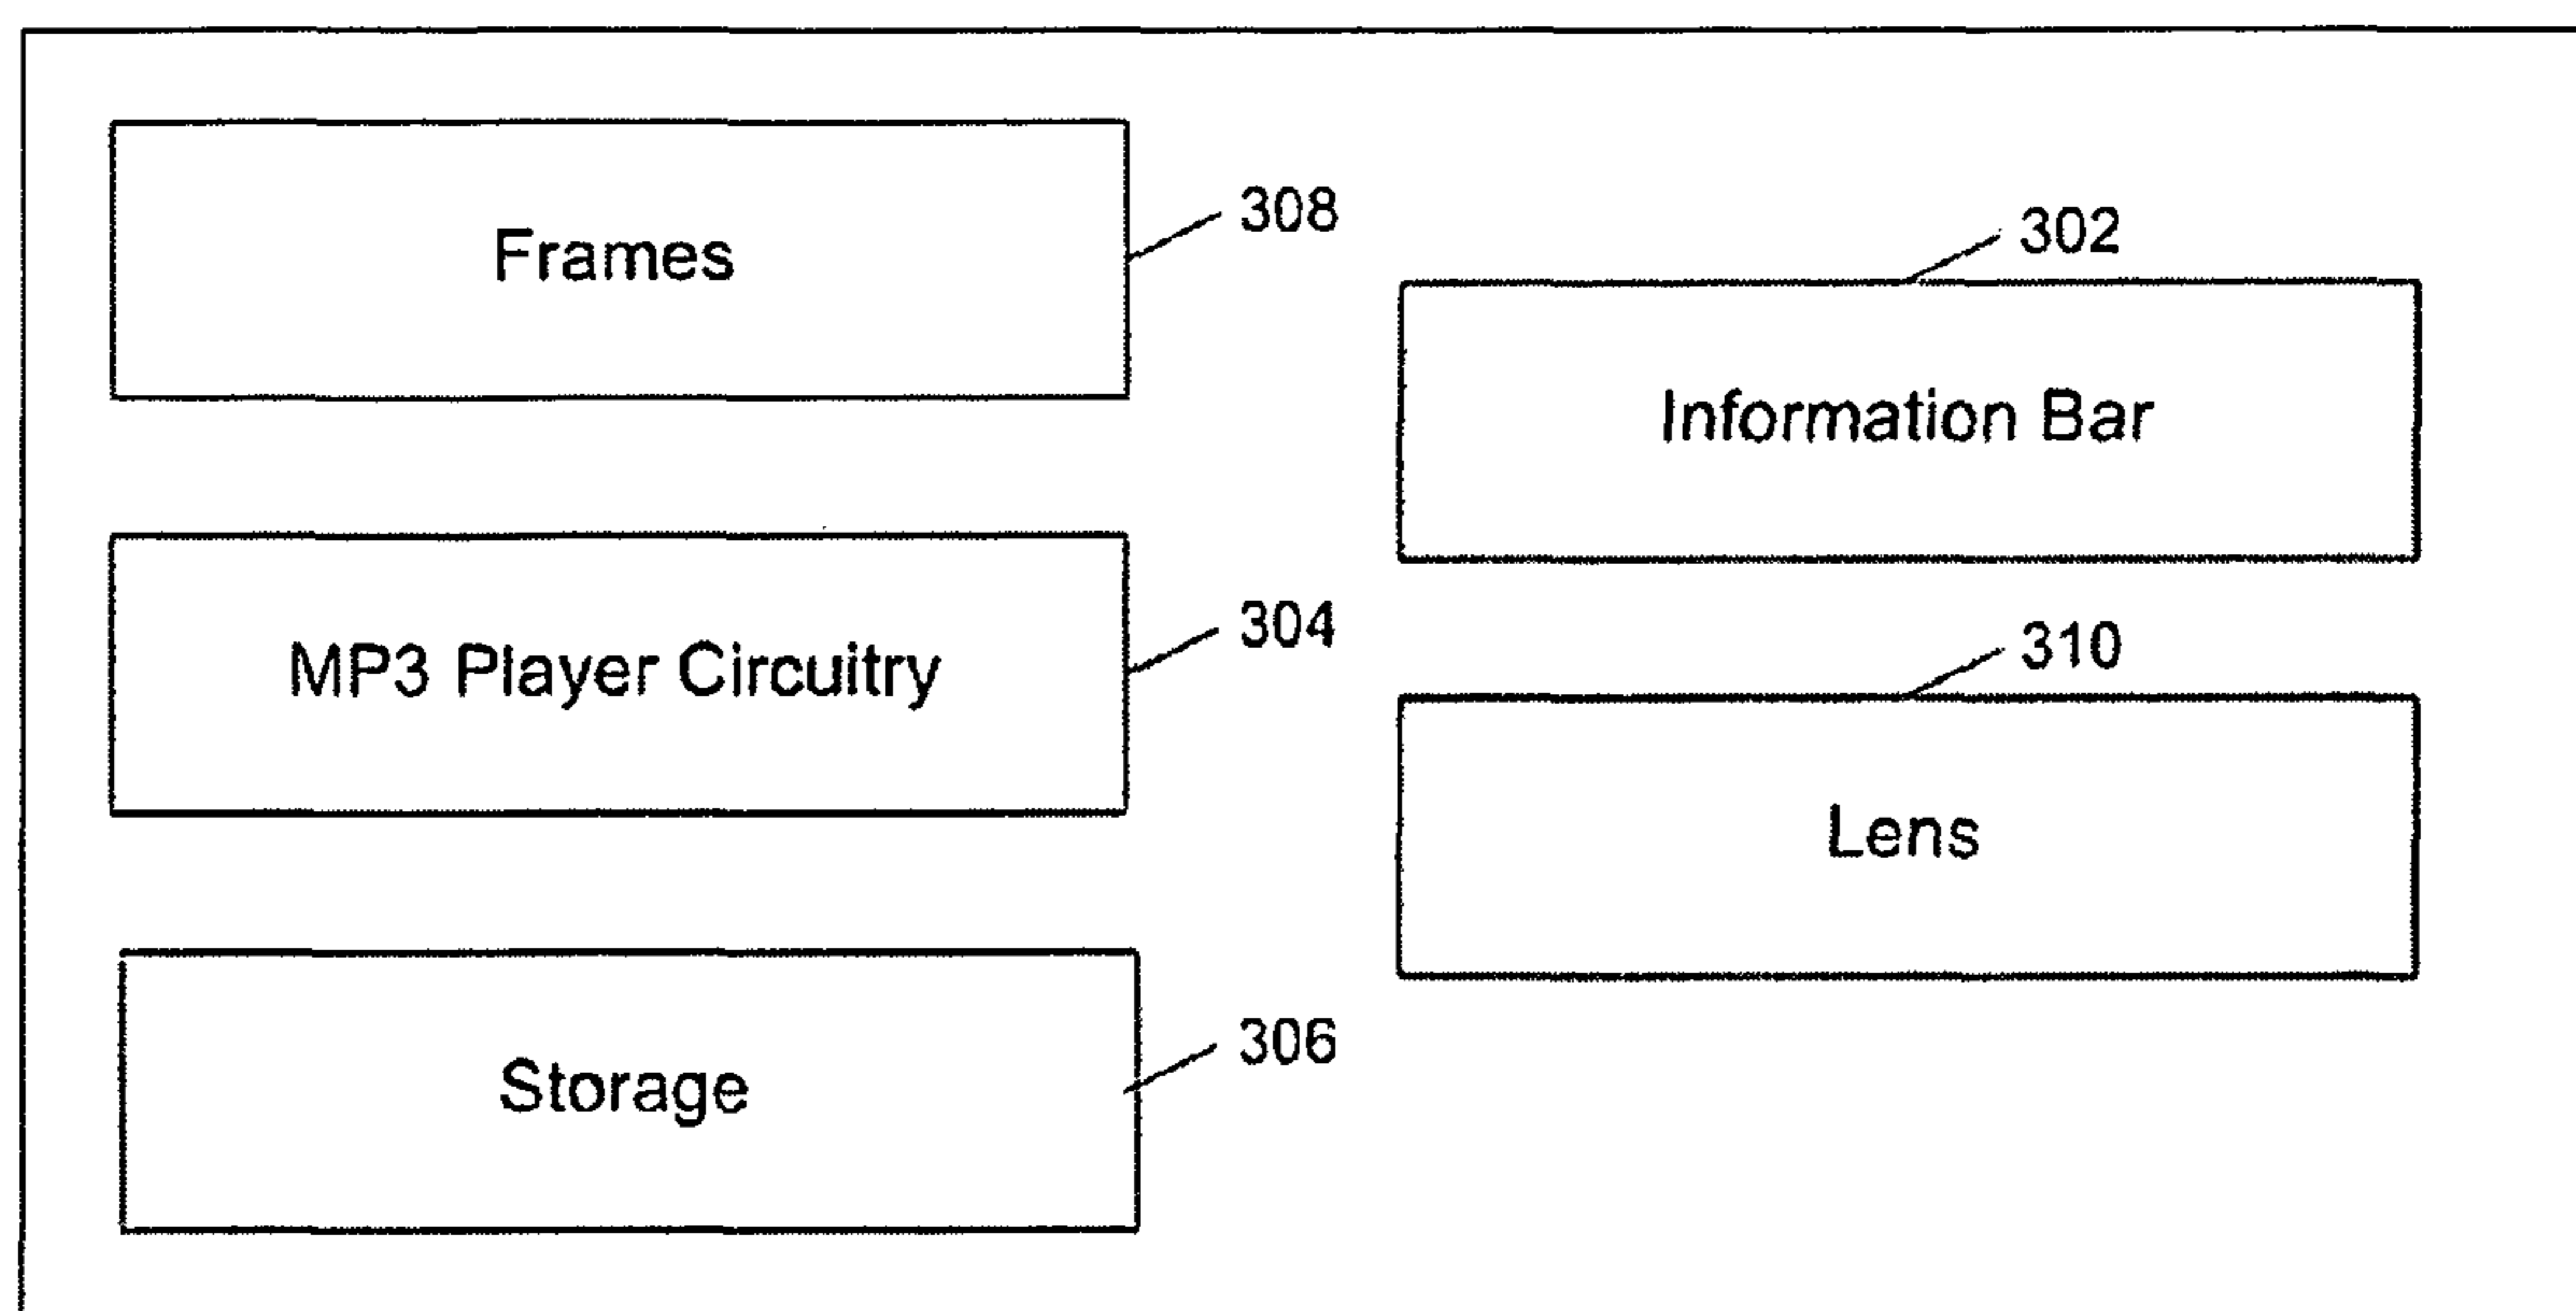 Frames
308
302
Information Bar
304
MP3 Player Circuitry
310
Lens
306
Storage